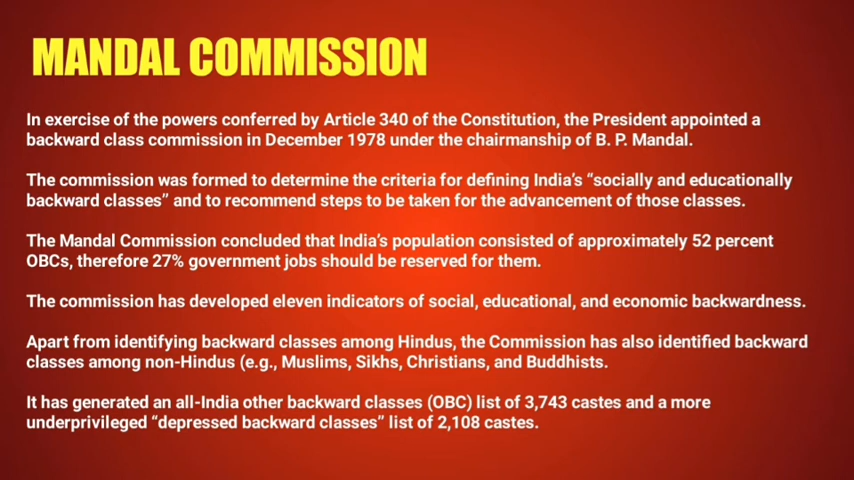 MANDAL COMMISSION
In exercise of the powers conferred by Article 340 of the Constitution, the President appointed a
backward class commission in December 1978 under the chairmanship of B. P. Mandal.
The commission was formed to determine the criteria for defining India's “socially and educationally
backward classes” and to recommend steps to be taken for the advancement of those classes.
The Mandal Commission concluded that India's population consisted of approximately 52 percent
OBCs, therefore 27% government jobs should be reserved for them.
The commission has developed eleven indicators of social, educational, and economic backwardness.
Apart from identifying backward classes among Hindus, the Commission has also identified backward
classes among non-Hindus (e.g., Muslims, Sikhs, Christians, and Buddhists.
It has generated an all-India other backward classes (OBC) list of 3,743 castes and a more
underprivileged “depressed backward classes” list of 2,108 castes.